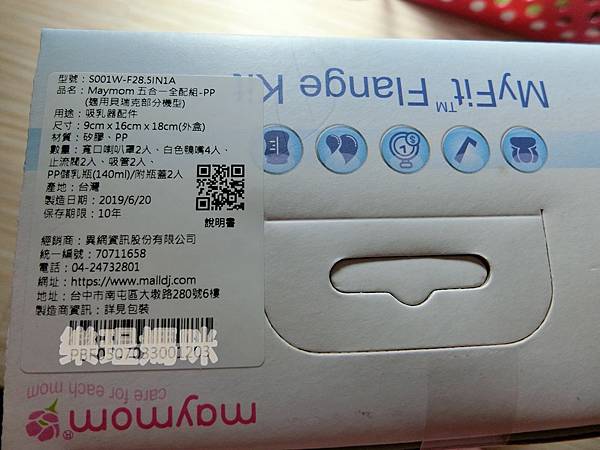 型號：S001W-F28.5IN1A
品名：Maymom 五合一全配組-PP
(適用貝瑞克部分機型)
用途：吸乳器配件
尺寸：9cm x 16cm x 18cm(外盒)
材質：矽膠、PP
數量：寬口喇叭罩2入、白色鴨嘴4入、
止流閥2入、吸管2入、
PP儲乳瓶(140ml)/附瓶蓋2入
產地：台灣
製造日期：2019/6/20
保存期限：10年
說明書
經銷商：異網資訊股份有限公司
統一編號：70711658
電話：04-24732801
網址：https://www.malldj.com
地址：台中市南屯區大墩路280號6樓
製造商資訊：詳見包裝
MyFit™ Flange Kit
maymom®
care for each mom